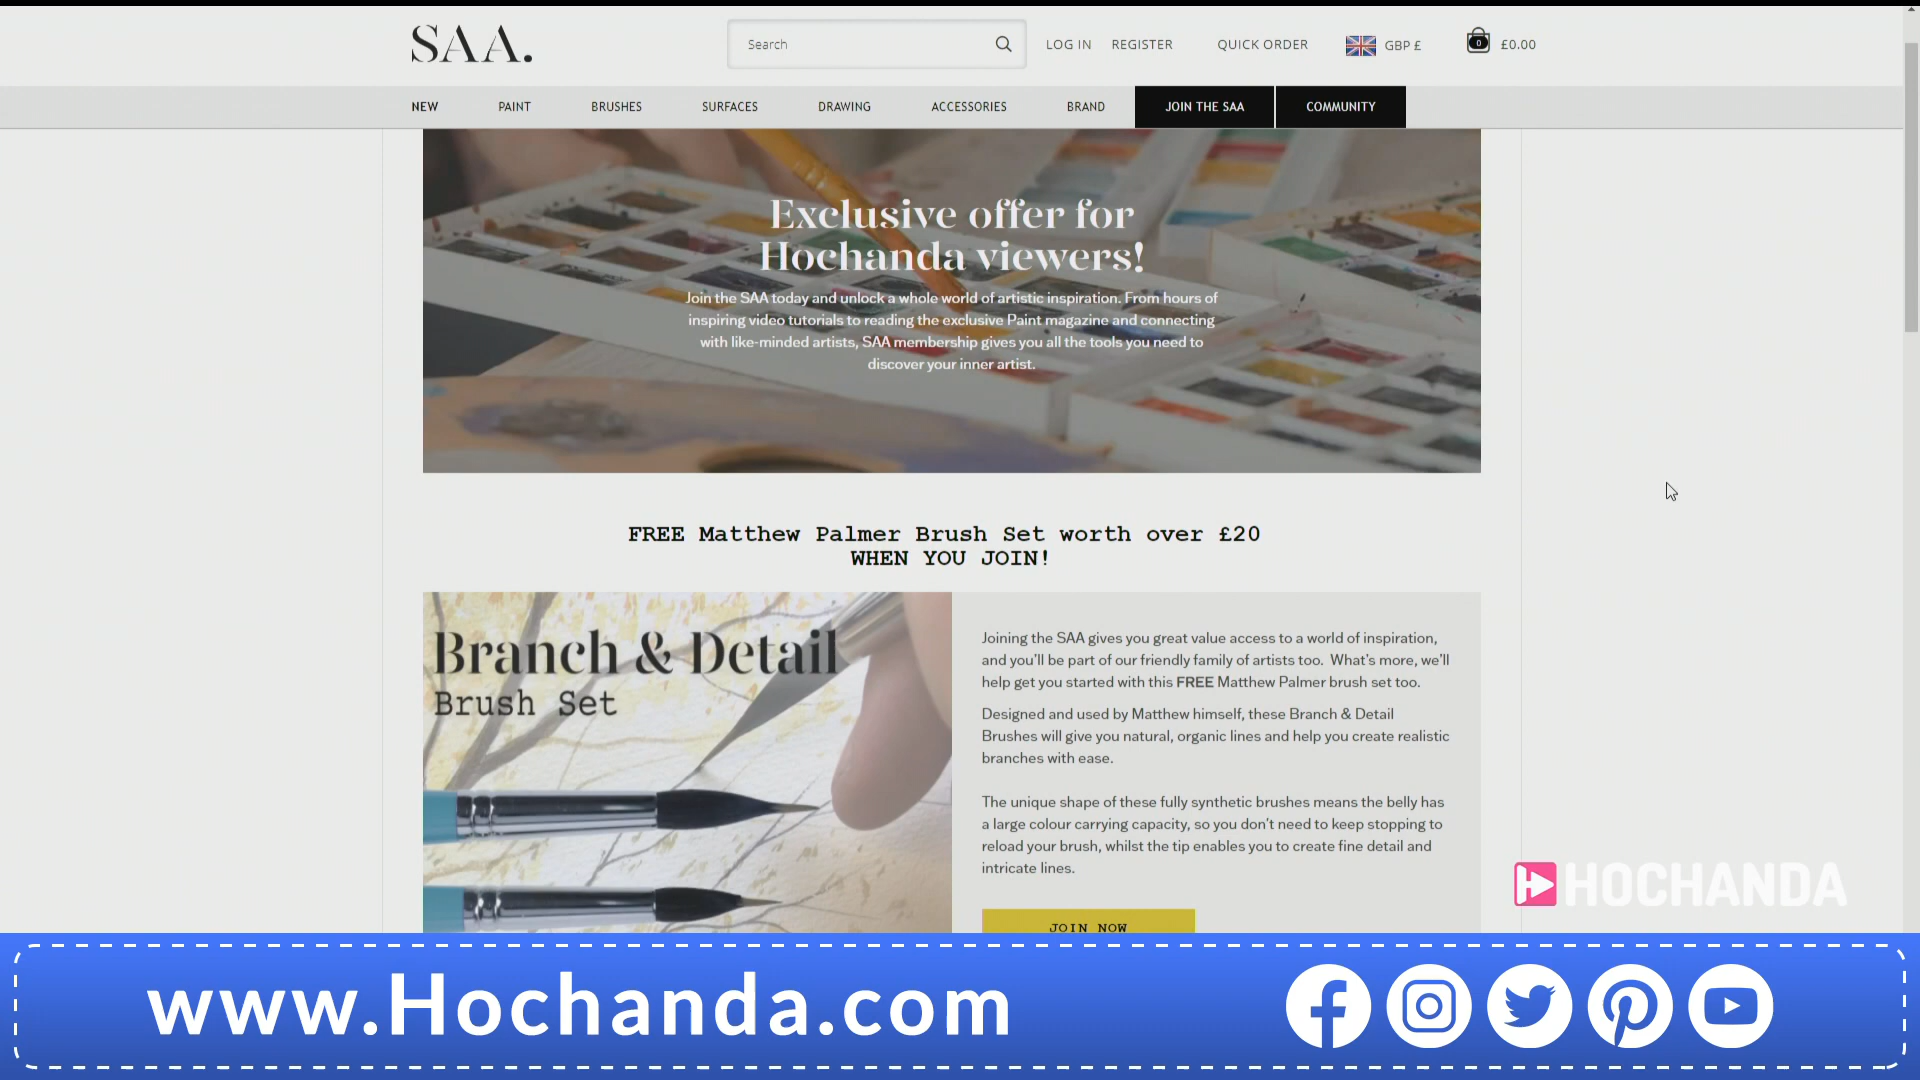 SAA.
Search
LOG IN
REGISTER
QUICK ORDER
GBP £
0
£0.00
NEW
PAINT
BRUSHES
SURFACES
DRAWING
ACCESSORIES
BRAND
JOIN THE SAA
COMMUNITY
Exclusive offer for
Hochanda viewers!
Join the SAA today and unlock a whole world of artistic inspiration. From hours of
inspiring video tutorials to reading the exclusive Paint magazine and connecting
with like-minded artists, SAA membership gives you all the tools you need to
discover your inner artist.
FREE Matthew Palmer Brush Set worth over £20
WHEN YOU JOIN!
Branch & Detail
Brush Set
Joining the SAA gives you great value access to a world of inspiration,
and you'll be part of our friendly family of artists too. What's more, we'll
help get you started with this FREE Matthew Palmer brush set too.
Designed and used by Matthew himself, these Branch & Detail
Brushes will give you natural, organic lines and help you create realistic
branches with ease.
The unique shape of these fully synthetic brushes means the belly has
a large colour carrying capacity, so you don't need to keep stopping to
reload your brush, whilst the tip enables you to create fine detail and
intricate lines.
JOIN NOW
HOCHANDA
www.Hochanda.com